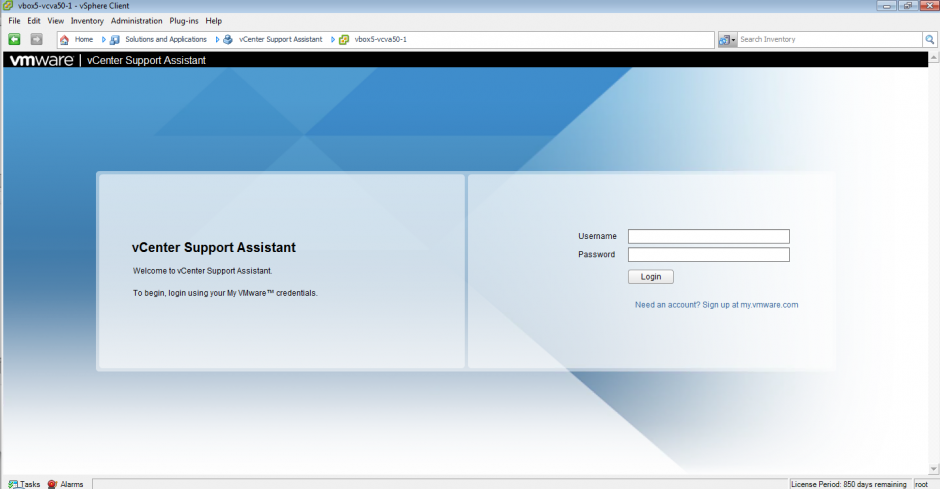 vbox5-vcva50-1 - vSphere Client
File Edit View Inventory Administration Plug-ins Help
Home Solutions and Applications vCenter Support Assistant vbox5-vcva50-1 Search Inventory
vmware | vCenter Support Assistant
Username
vCenter Support Assistant
Password
Welcome to vCenter Support Assistant.
Login
To begin, login using your My VMware™ credentials.
Need an account? Sign up at my.vmware.com
Tasks Alarms License Period: 850 days remaining root